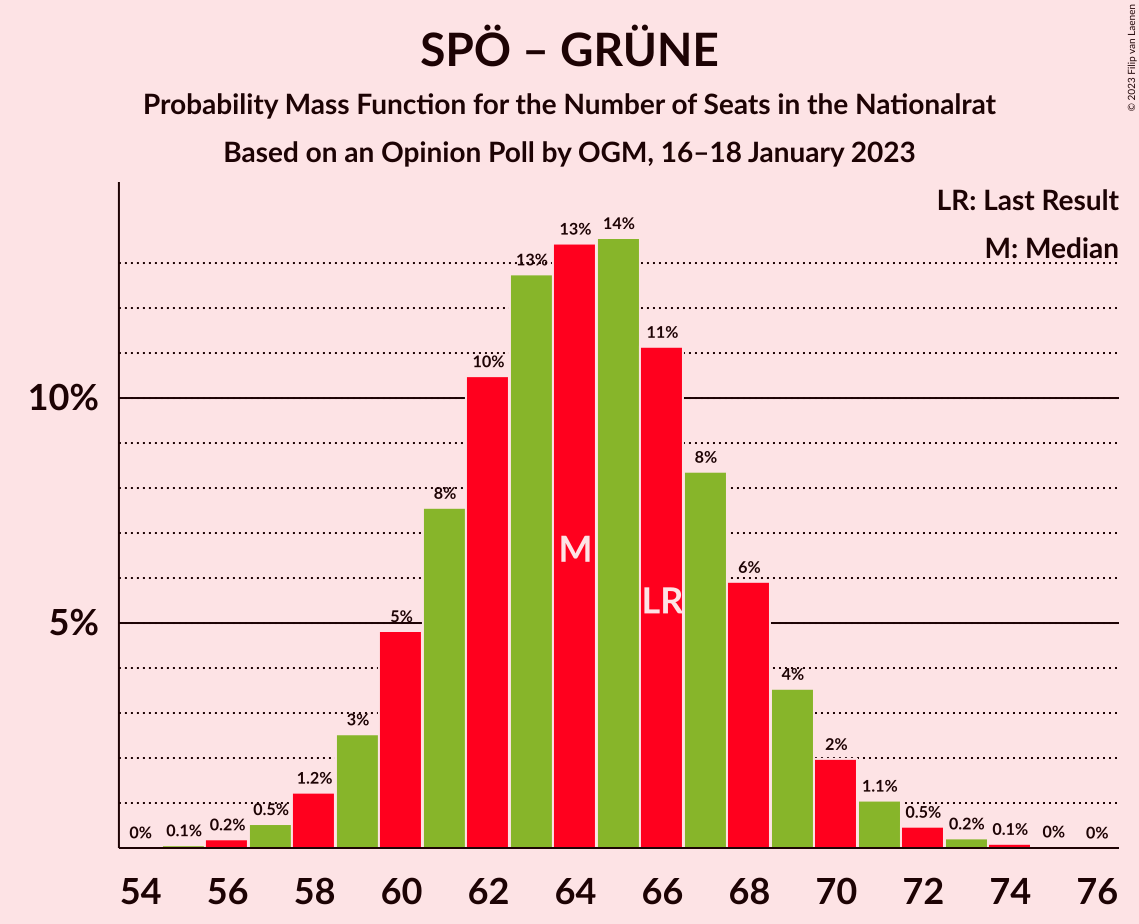 SPÖ – GRÜNE
Probability Mass Function for the Number of Seats in the Nationalrat
Based on an Opinion Poll by OGM, 16–18 January 2023
© 2023 Filip van Laenen
LR: Last Result
M: Median
10%
5%
0%
0.1%
0.2%
0.5%
1.2%
3%
5%
8%
10%
13%
13%
14%
11%
8%
6%
4%
2%
1.1%
0.5%
0.2%
0.1%
0%
0%
M
LR
54 56 58 60 62 64 66 68 70 72 74 76